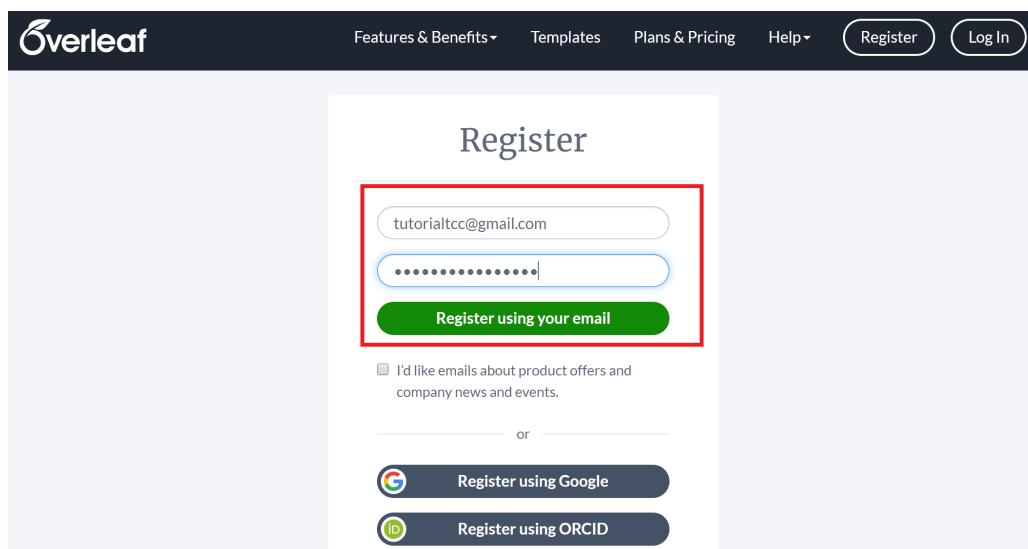 Overleaf
Features & Benefits Templates Plans & Pricing Help Register Log In
Register
tutorialtcc@gmail.com
••••••••••••••••
Register using your email
I'd like emails about product offers and
company news and events.
or
G Register using Google
iD Register using ORCID